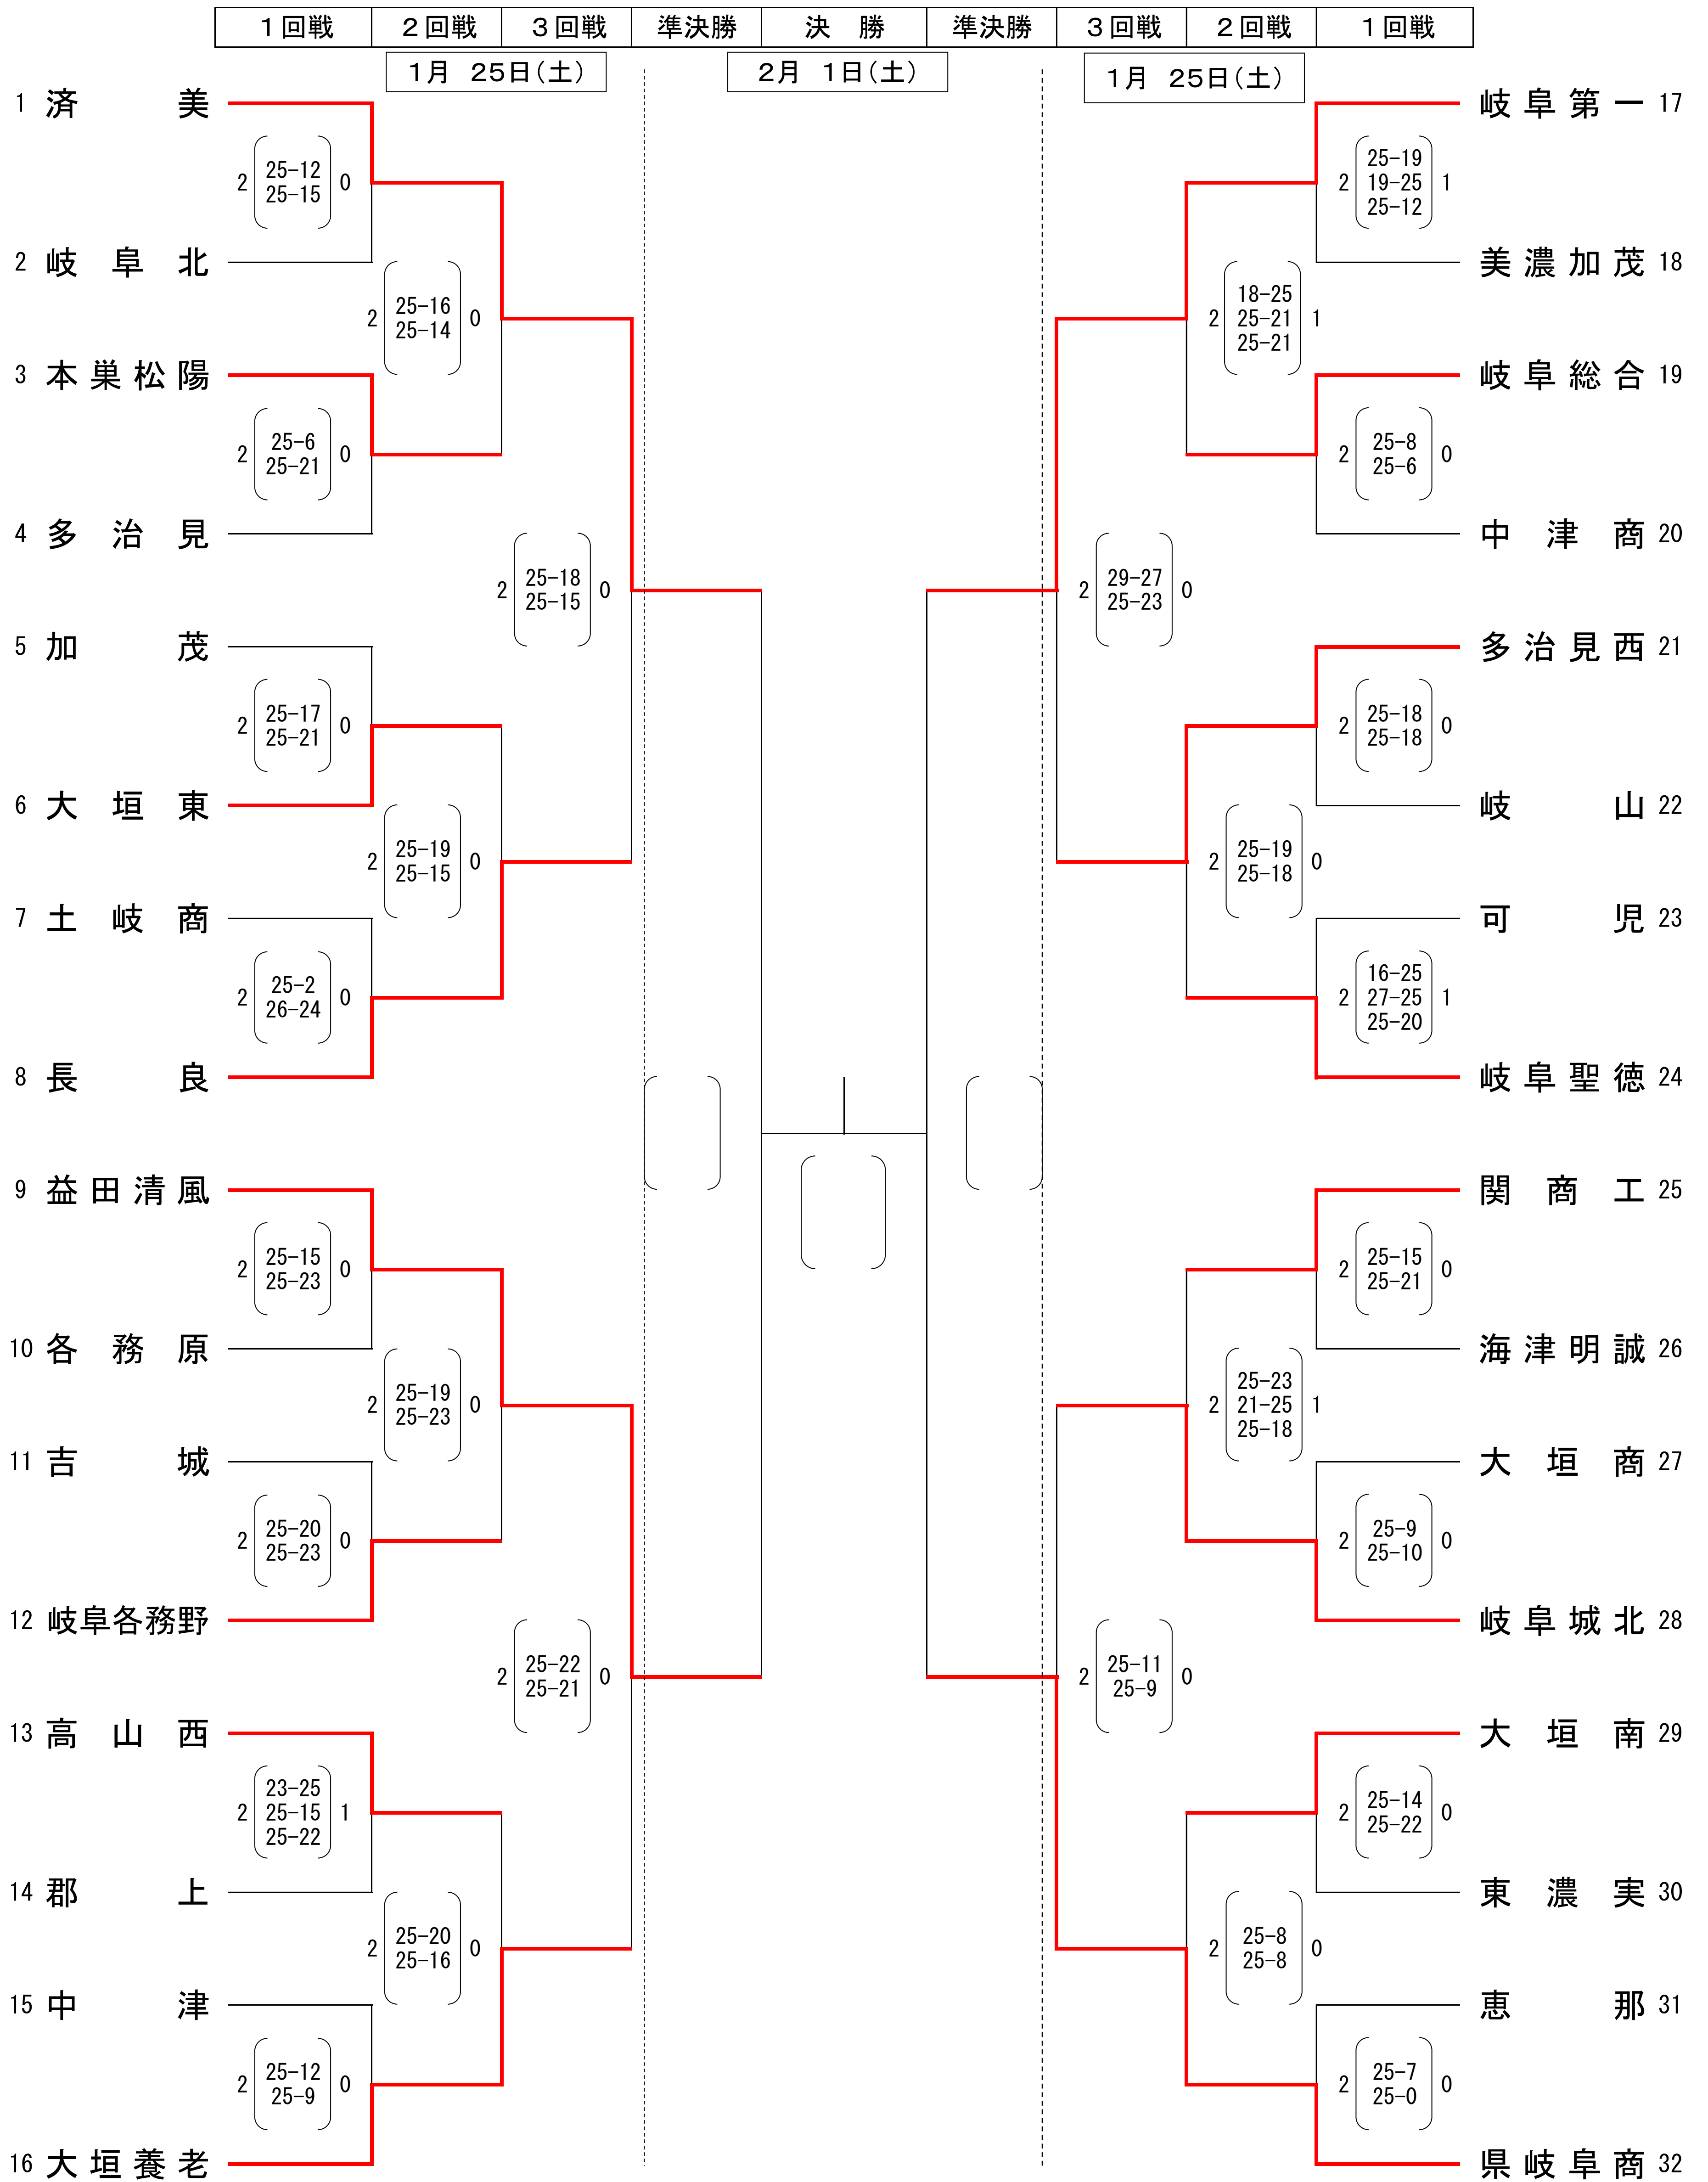 １回戦 ２回戦 ３回戦 準決勝 決　勝 準決勝 ３回戦 ２回戦 １回戦
１月　２５日（土） ２月　１日（土） １月　２５日（土）
1 済美
2 25-12 0
25-15
2 岐阜北
2 25-16 0
25-14
3 本巣松陽
2 25-6 0
25-21
4 多治見
2 25-18 0
25-15
5 加茂
2 25-17 0
25-21
6 大垣東
2 25-19 0
25-15
7 土岐商
2 25-2 0
26-24
8 長良
9 益田清風
2 25-15 0
25-23
10 各務原
2 25-19 0
25-23
11 吉城
2 25-20 0
25-23
12 岐阜各務野
2 25-22 0
25-21
13 高山西
23-25
2 25-15 1
25-22
14 郡上
2 25-20 0
25-16
15 中津
2 25-12 0
25-9
16 大垣養老
岐阜第一 17
25-19
2 19-25 1
25-12
美濃加茂 18
18-25
2 25-21 1
25-21
岐阜総合 19
2 25-8 0
25-6
中津商 20
2 29-27 0
25-23
多治見西 21
2 25-18 0
25-18
岐山 22
2 25-19 0
25-18
可児 23
16-25
2 27-25 1
25-20
岐阜聖徳 24
関商工 25
2 25-15 0
25-21
海津明誠 26
25-23
2 21-25 1
25-18
大垣商 27
2 25-9 0
25-10
岐阜城北 28
2 25-11 0
25-9
大垣南 29
2 25-14 0
25-22
東濃実 30
2 25-8 0
25-8
恵那 31
2 25-7 0
25-0
県岐阜商 32